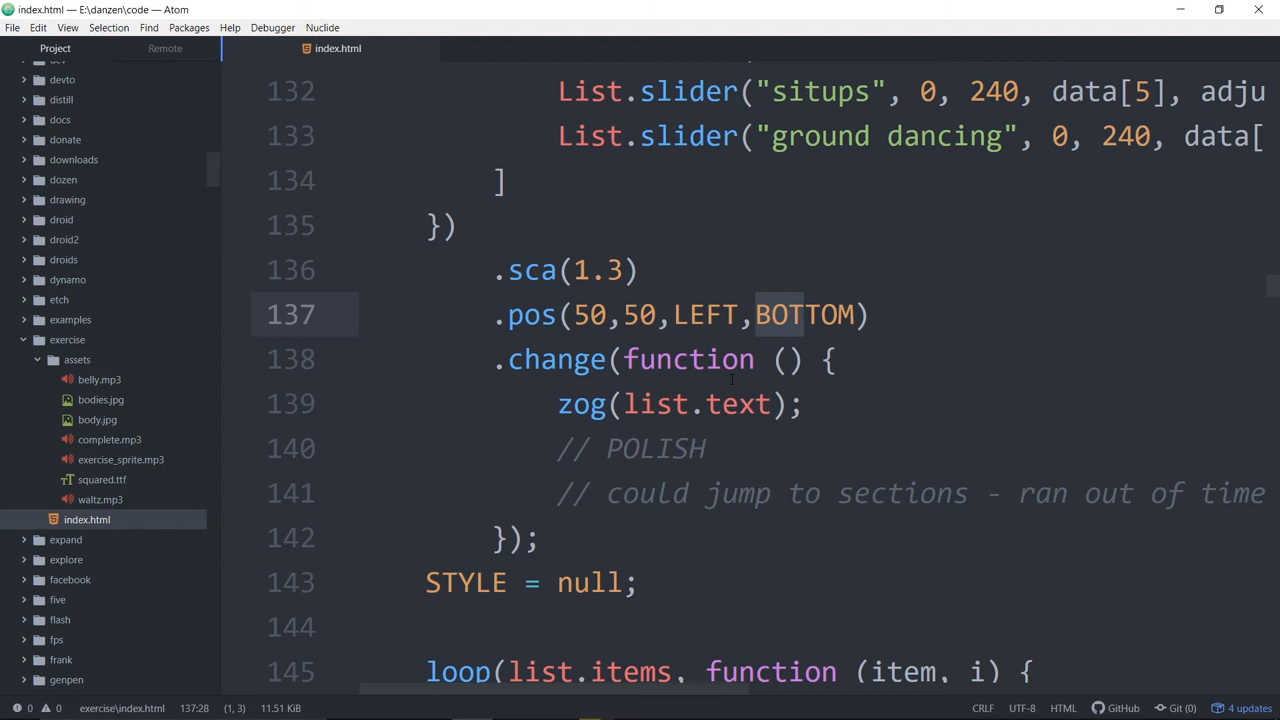 index.html — E:\danzen\code — Atom
File Edit View Selection Find Packages Help Debugger Nuclide
Project Remote
index.html
devto
distill
docs
donate
downloads
dozen
drawing
droid
droid2
droids
dynamo
etch
examples
exercise
assets
belly.mp3
bodies.jpg
body.jpg
complete.mp3
exercise_sprite.mp3
squared.ttf
waltz.mp3
index.html
expand
explore
facebook
five
flash
fps
frank
genpen
132 List.slider("situps", 0, 240, data[5], adju
133 List.slider("ground dancing", 0, 240, data[
134 ]
135 })
136 .sca(1.3)
137 .pos(50,50,LEFT,BOTTOM)
138 .change(function () {
139 zog(list.text);
140 // POLISH
141 // could jump to sections - ran out of time
142 });
143 STYLE = null;
144
145 loop(list.items, function (item, i) {
0 0 exercise\index.html 137:28 (1, 3) 11.51 KiB CRLF UTF-8 HTML GitHub Git (0) 4 updates